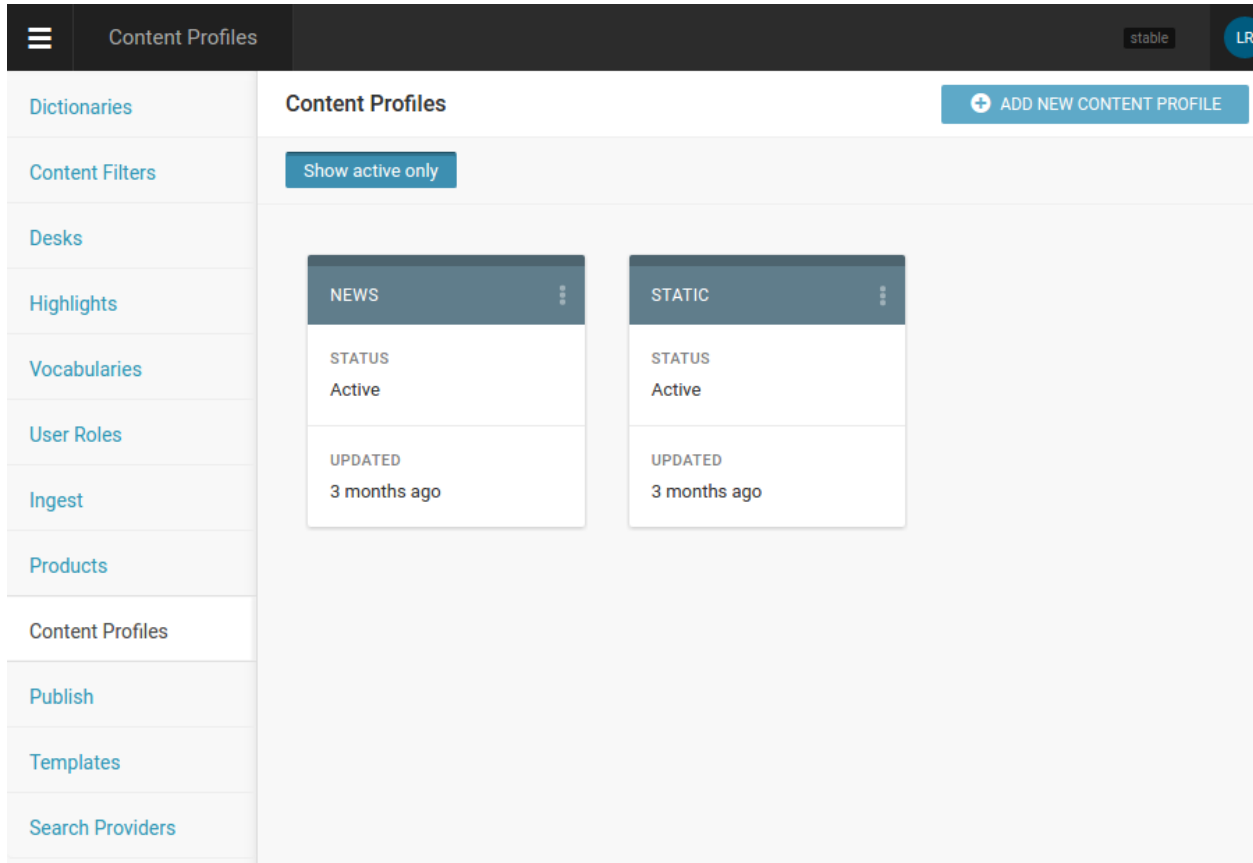 Content Profiles
stable
LR
Dictionaries
Content Filters
Desks
Highlights
Vocabularies
User Roles
Ingest
Products
Content Profiles
Publish
Templates
Search Providers
Content Profiles
ADD NEW CONTENT PROFILE
Show active only
NEWS
STATUS
Active
UPDATED
3 months ago
STATIC
STATUS
Active
UPDATED
3 months ago